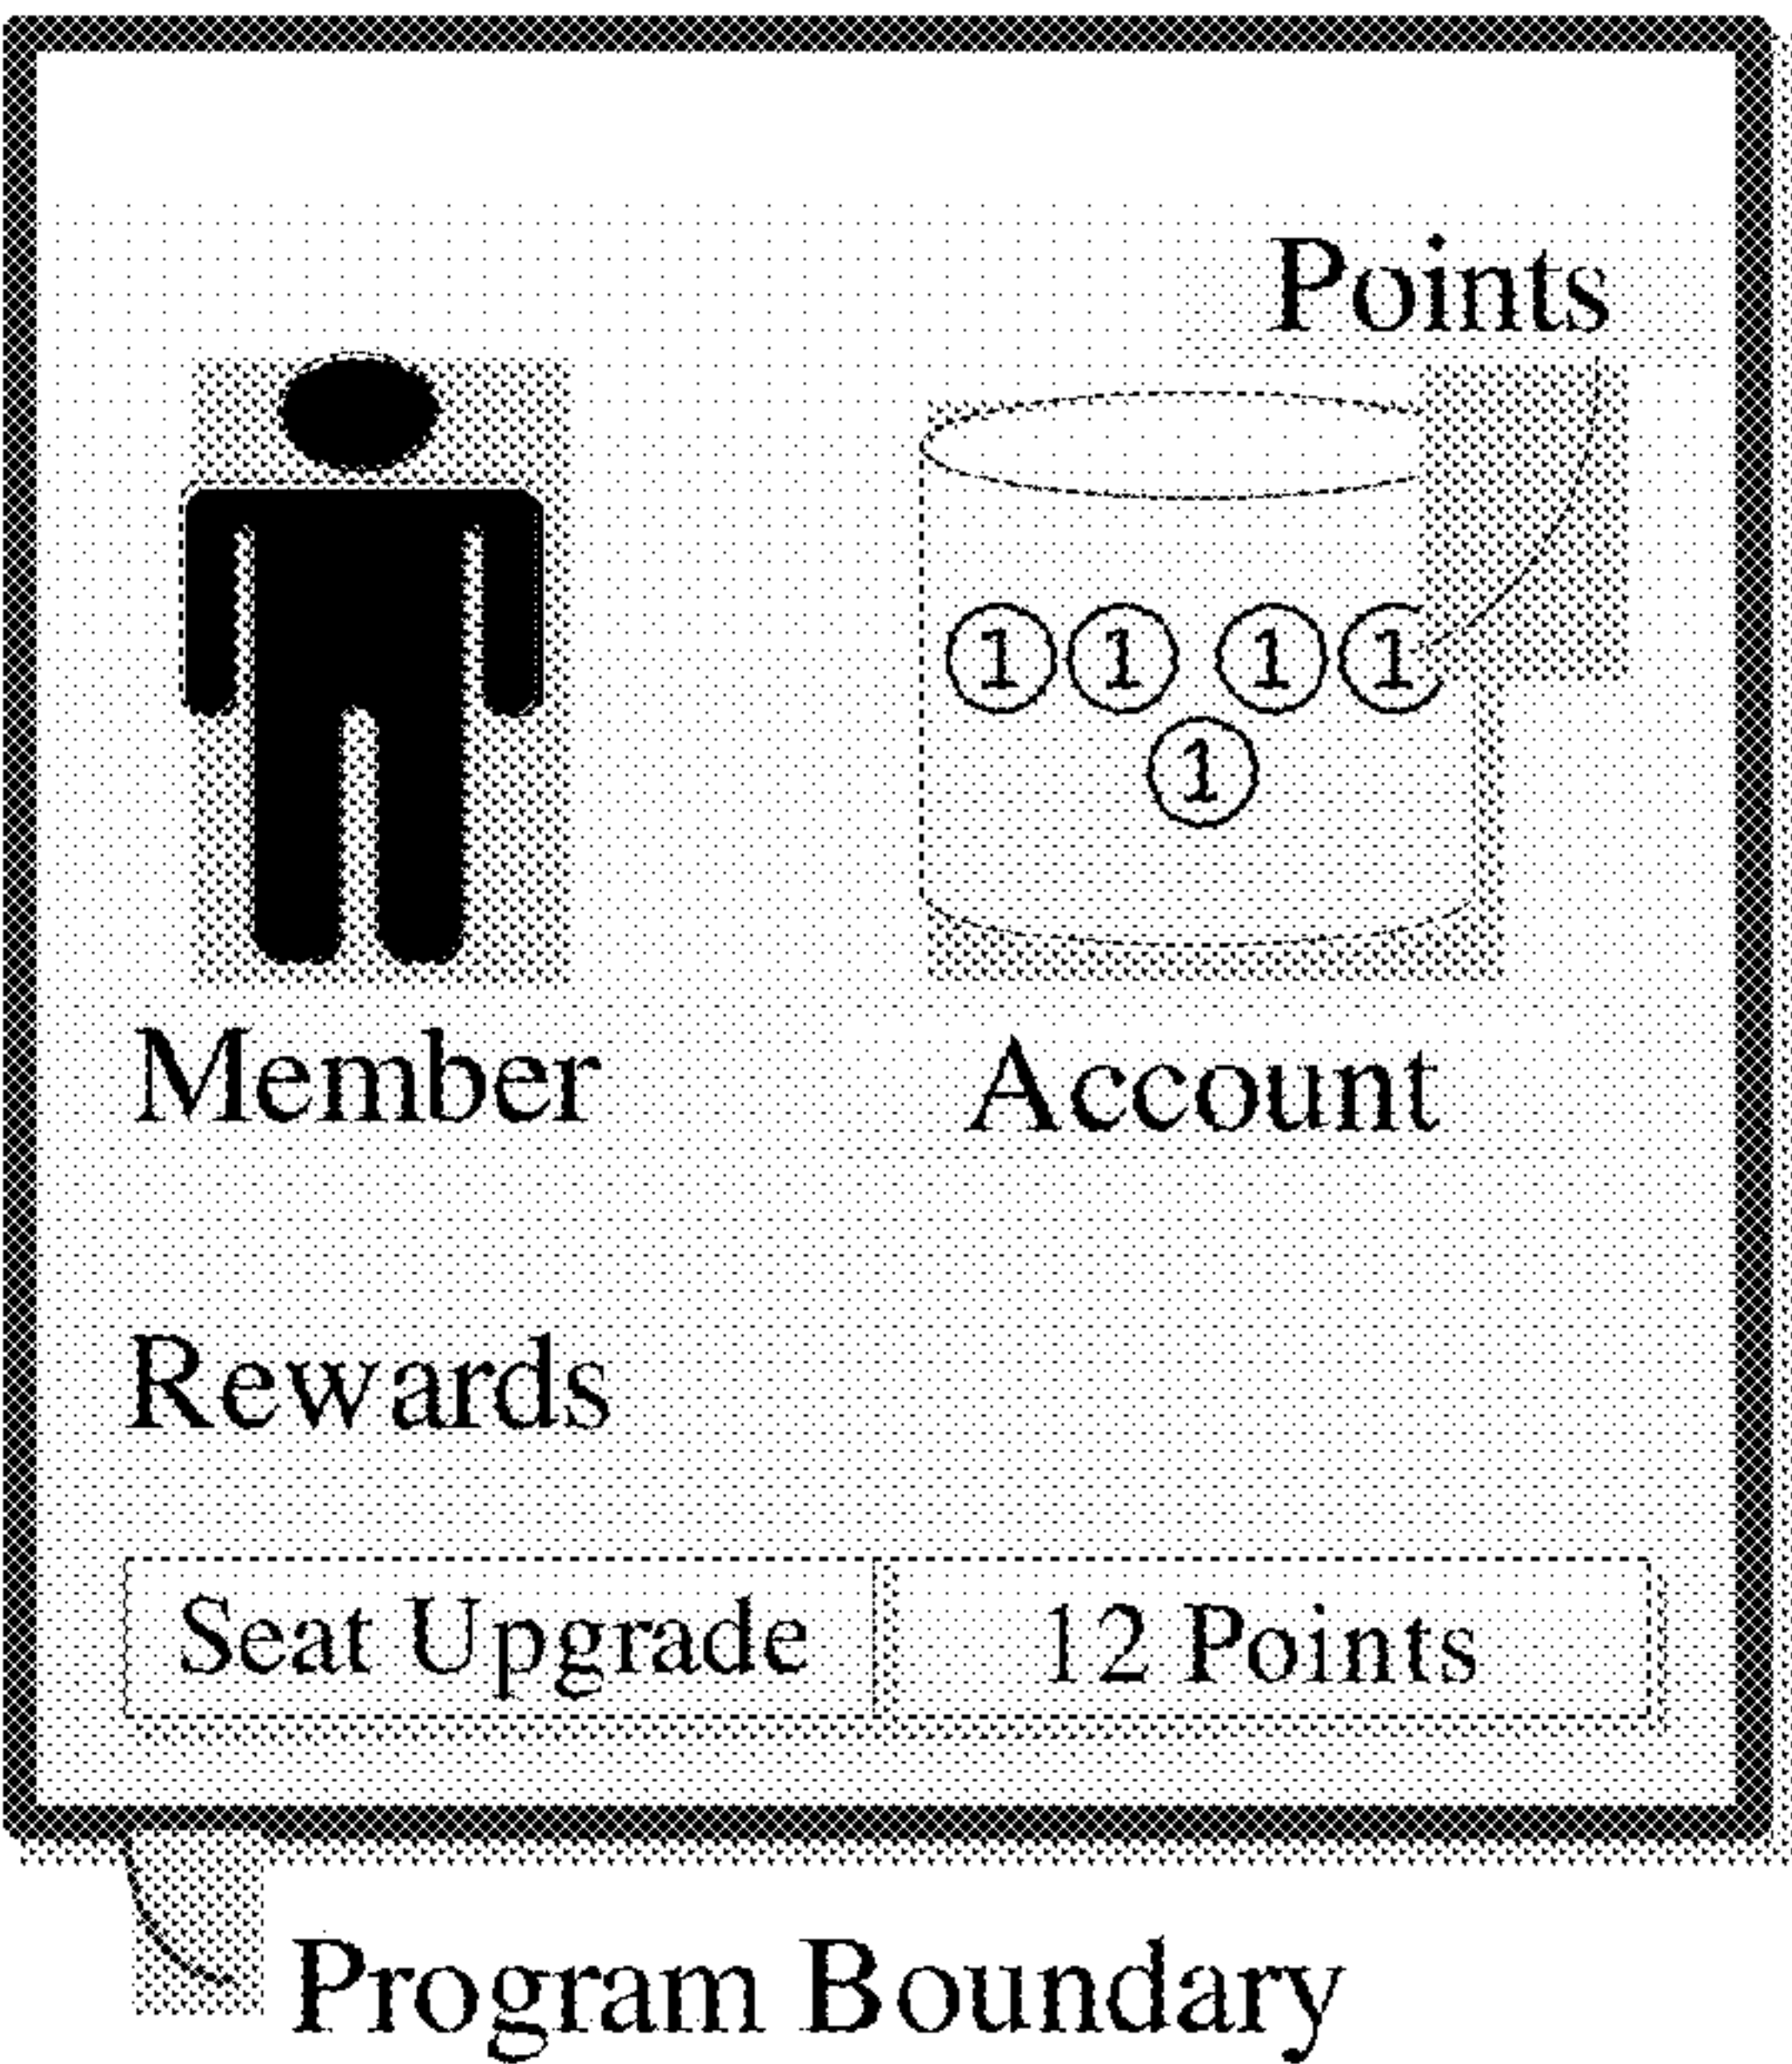 Points
1 1 1 1
1
Member
Account
Rewards
Seat Upgrade
12 Points
Program Boundary